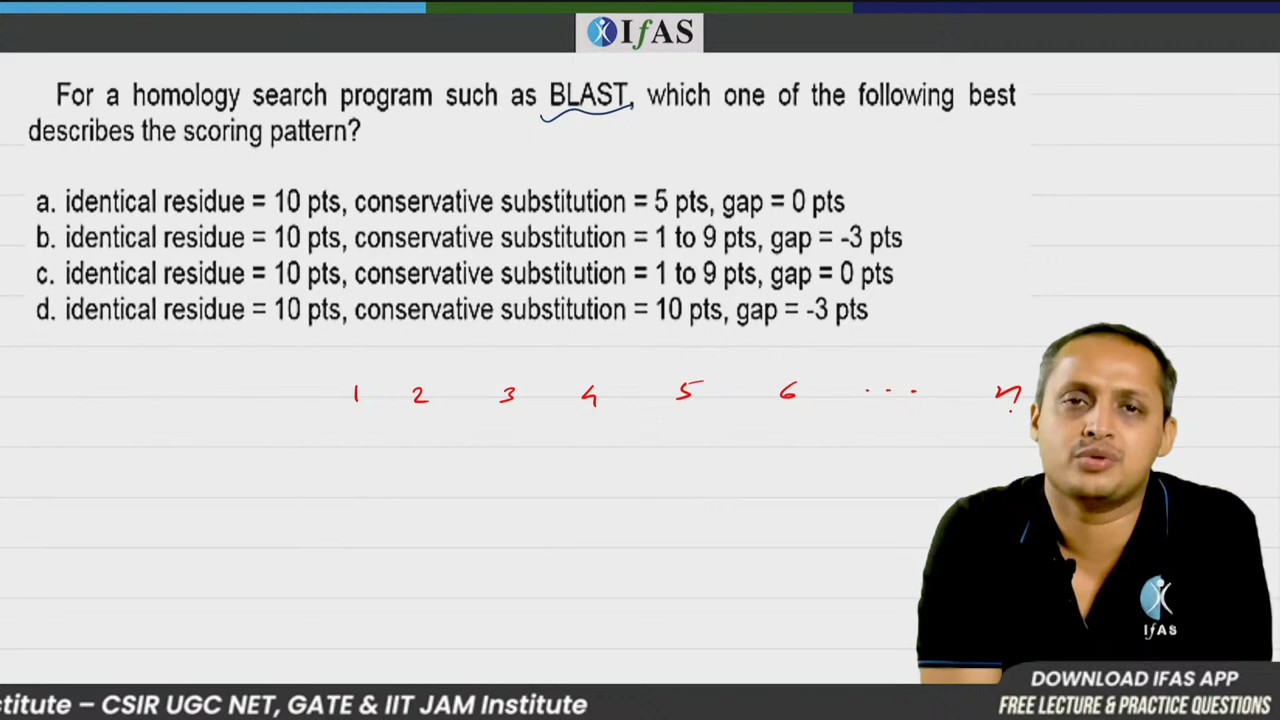 IfAS
For a homology search program such as BLAST, which one of the following best
describes the scoring pattern?
a. identical residue = 10 pts, conservative substitution = 5 pts, gap = 0 pts
b. identical residue = 10 pts, conservative substitution = 1 to 9 pts, gap = -3 pts
c. identical residue = 10 pts, conservative substitution = 1 to 9 pts, gap = 0 pts
d. identical residue = 10 pts, conservative substitution = 10 pts, gap = -3 pts
1 2 3 4 5 6 ... n
IfAS
DOWNLOAD IFAS APP
stitute – CSIR UGC NET, GATE & IIT JAM Institute
FREE LECTURE & PRACTICE QUESTIONS